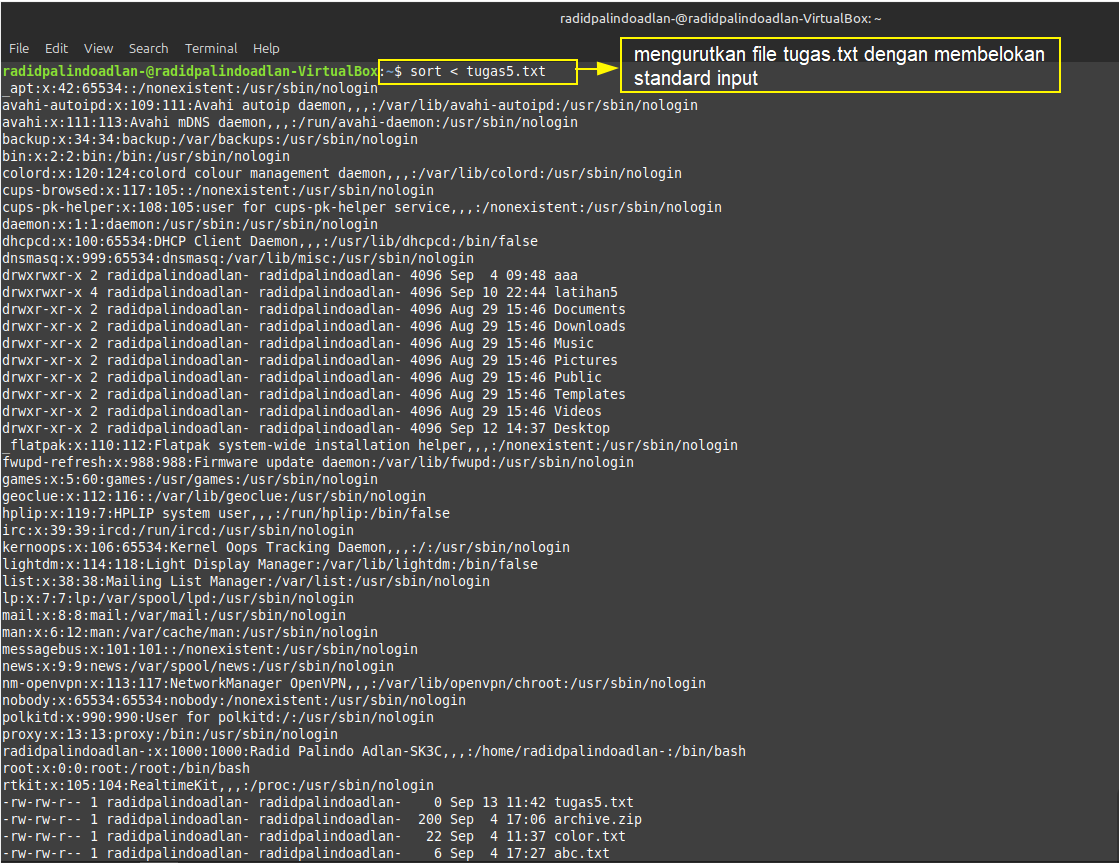 radidpalindoadlan-@radidpalindoadlan-VirtualBox: ~
File Edit View Search Terminal Help
radidpalindoadlan-@radidpalindoadlan-VirtualBox:~$ sort < tugas5.txt
mengurutkan file tugas.txt dengan membelokan
standard input
_apt:x:42:65534::/nonexistent:/usr/sbin/nologin
avahi-autoipd:x:109:111:Avahi autoip daemon,,,:/var/lib/avahi-autoipd:/usr/sbin/nologin
avahi:x:111:113:Avahi mDNS daemon,,,:/run/avahi-daemon:/usr/sbin/nologin
backup:x:34:34:backup:/var/backups:/usr/sbin/nologin
bin:x:2:2:bin:/bin:/usr/sbin/nologin
colord:x:120:124:colord colour management daemon,,,:/var/lib/colord:/usr/sbin/nologin
cups-browsed:x:117:105::/nonexistent:/usr/sbin/nologin
cups-pk-helper:x:108:105:user for cups-pk-helper service,,,:/nonexistent:/usr/sbin/nologin
daemon:x:1:1:daemon:/usr/sbin:/usr/sbin/nologin
dhcpcd:x:100:65534:DHCP Client Daemon,,,:/usr/lib/dhcpcd:/bin/false
dnsmasq:x:999:65534:dnsmasq:/var/lib/misc:/usr/sbin/nologin
drwxrwxr-x 2 radidpalindoadlan- radidpalindoadlan- 4096 Sep  4 09:48 aaa
drwxrwxr-x 4 radidpalindoadlan- radidpalindoadlan- 4096 Sep 10 22:44 latihan5
drwxr-xr-x 2 radidpalindoadlan- radidpalindoadlan- 4096 Aug 29 15:46 Documents
drwxr-xr-x 2 radidpalindoadlan- radidpalindoadlan- 4096 Aug 29 15:46 Downloads
drwxr-xr-x 2 radidpalindoadlan- radidpalindoadlan- 4096 Aug 29 15:46 Music
drwxr-xr-x 2 radidpalindoadlan- radidpalindoadlan- 4096 Aug 29 15:46 Pictures
drwxr-xr-x 2 radidpalindoadlan- radidpalindoadlan- 4096 Aug 29 15:46 Public
drwxr-xr-x 2 radidpalindoadlan- radidpalindoadlan- 4096 Aug 29 15:46 Templates
drwxr-xr-x 2 radidpalindoadlan- radidpalindoadlan- 4096 Aug 29 15:46 Videos
drwxr-xr-x 2 radidpalindoadlan- radidpalindoadlan- 4096 Sep 12 14:37 Desktop
_flatpak:x:110:112:Flatpak system-wide installation helper,,,:/nonexistent:/usr/sbin/nologin
fwupd-refresh:x:988:988:Firmware update daemon:/var/lib/fwupd:/usr/sbin/nologin
games:x:5:60:games:/usr/games:/usr/sbin/nologin
geoclue:x:112:116::/var/lib/geoclue:/usr/sbin/nologin
hplip:x:119:7:HPLIP system user,,,:/run/hplip:/bin/false
irc:x:39:39:ircd:/run/ircd:/usr/sbin/nologin
kernoops:x:106:65534:Kernel Oops Tracking Daemon,,,:/:/usr/sbin/nologin
lightdm:x:114:118:Light Display Manager:/var/lib/lightdm:/bin/false
list:x:38:38:Mailing List Manager:/var/list:/usr/sbin/nologin
lp:x:7:7:lp:/var/spool/lpd:/usr/sbin/nologin
mail:x:8:8:mail:/var/mail:/usr/sbin/nologin
man:x:6:12:man:/var/cache/man:/usr/sbin/nologin
messagebus:x:101:101::/nonexistent:/usr/sbin/nologin
news:x:9:9:news:/var/spool/news:/usr/sbin/nologin
nm-openvpn:x:113:117:NetworkManager OpenVPN,,,:/var/lib/openvpn/chroot:/usr/sbin/nologin
nobody:x:65534:65534:nobody:/nonexistent:/usr/sbin/nologin
polkitd:x:990:990:User for polkitd:/:/usr/sbin/nologin
proxy:x:13:13:proxy:/bin:/usr/sbin/nologin
radidpalindoadlan-:x:1000:1000:Radid Palindo Adlan-SK3C,,,:/home/radidpalindoadlan-:/bin/bash
root:x:0:0:root:/root:/bin/bash
rtkit:x:105:104:RealtimeKit,,,:/proc:/usr/sbin/nologin
-rw-rw-r-- 1 radidpalindoadlan- radidpalindoadlan-    0 Sep 13 11:42 tugas5.txt
-rw-rw-r-- 1 radidpalindoadlan- radidpalindoadlan-  200 Sep  4 17:06 archive.zip
-rw-rw-r-- 1 radidpalindoadlan- radidpalindoadlan-   22 Sep  4 11:37 color.txt
-rw-rw-r-- 1 radidpalindoadlan- radidpalindoadlan-    6 Sep  4 17:27 abc.txt